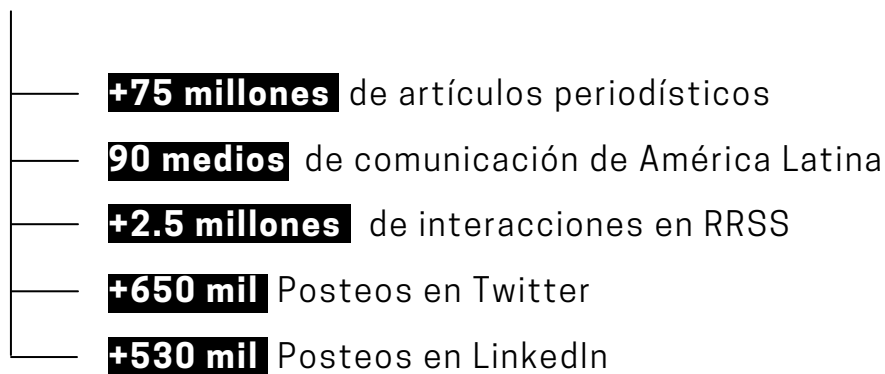 +75 millones de artículos periodísticos
90 medios de comunicación de América Latina
+2.5 millones de interacciones en RRSS
+650 mil Posteos en Twitter
+530 mil Posteos en LinkedIn